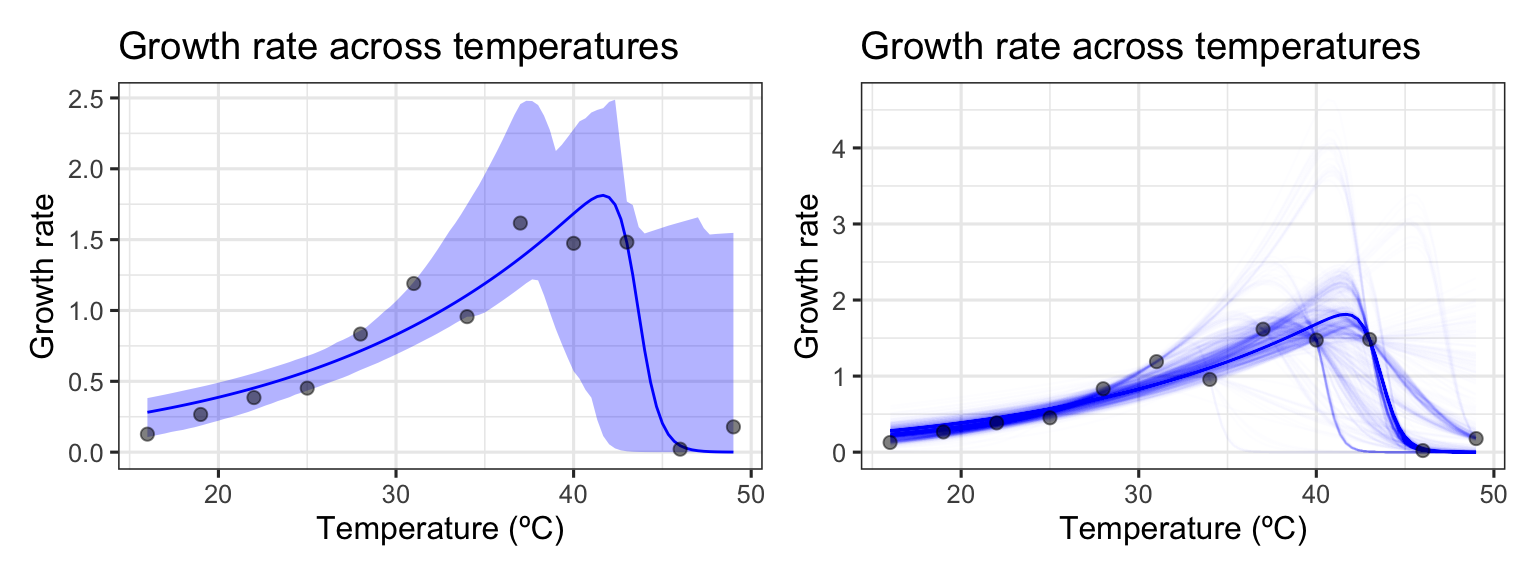 Growth rate across temperatures
Growth rate
2.5
2.0
1.5
1.0
0.5
0.0
20 30 40 50
Temperature (ºC)
Growth rate across temperatures
Growth rate
4
3
2
1
0
20 30 40 50
Temperature (ºC)